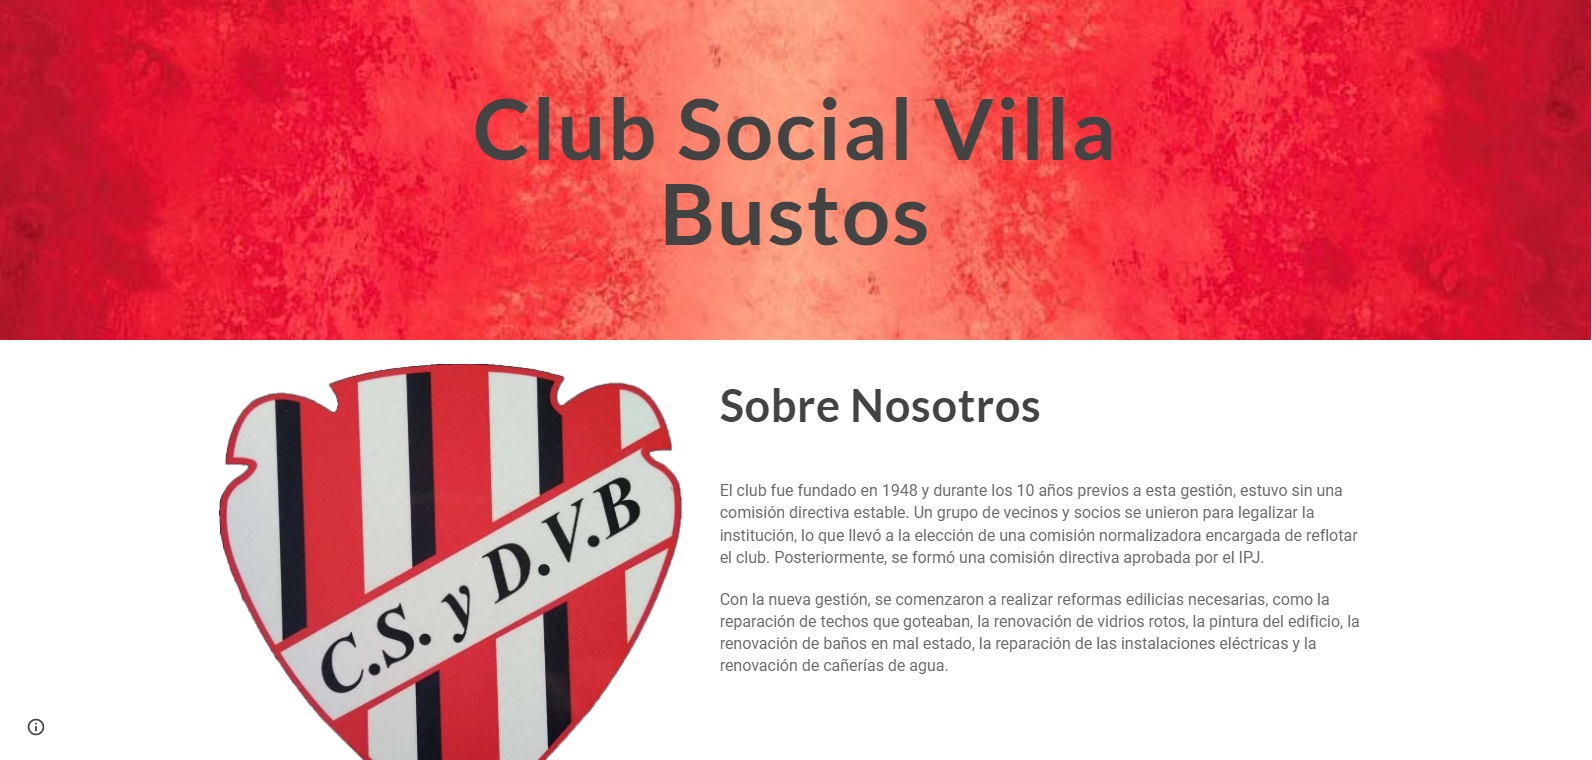 Club Social Villa
Bustos
Sobre Nosotros
El club fue fundado en 1948 y durante los 10 años previos a esta gestión, estuvo sin una
comisión directiva estable. Un grupo de vecinos y socios se unieron para legalizar la
institución, lo que llevó a la elección de una comisión normalizadora encargada de reflotar
el club. Posteriormente, se formó una comisión directiva aprobada por el IPJ.
Con la nueva gestión, se comenzaron a realizar reformas edilicias necesarias, como la
reparación de techos que goteaban, la renovación de vidrios rotos, la pintura del edificio, la
renovación de baños en mal estado, la reparación de las instalaciones eléctricas y la
renovación de cañerías de agua.
C.S. y D.V.B